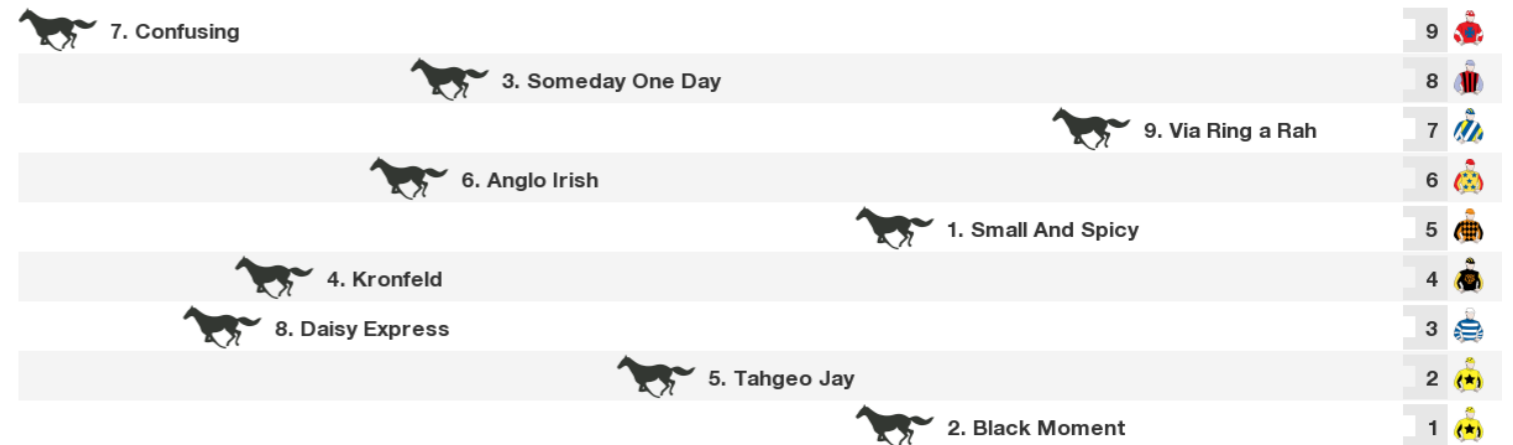 7. Confusing 9
3. Someday One Day 8
9. Via Ring a Rah 7
6. Anglo Irish 6
1. Small And Spicy 5
4. Kronfeld 4
8. Daisy Express 3
5. Tahgeo Jay 2
2. Black Moment 1